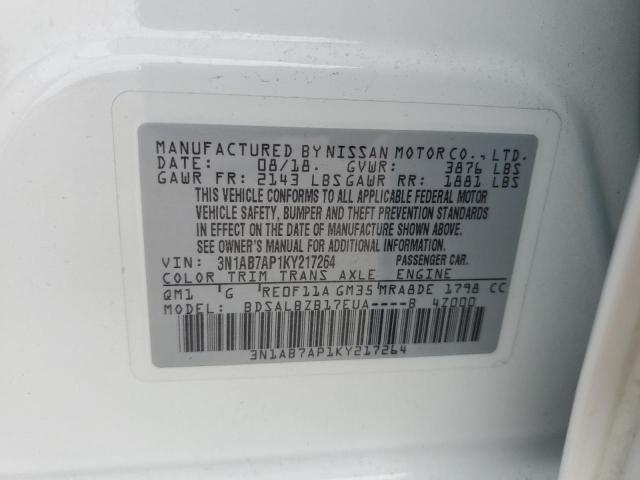 MANUFACTURED BY NISSAN MOTOR CO., LTD.
DATE: 08/18. GVWR: 3876 LBS
GAWR FR: 2143 LBS GAWR RR: 1881 LBS
THIS VEHICLE CONFORMS TO ALL APPLICABLE FEDERAL MOTOR
VEHICLE SAFETY, BUMPER AND THEFT PREVENTION STANDARDS
IN EFFECT ON THE DATE OF MANUFACTURE SHOWN ABOVE.
SEE OWNER'S MANUAL FOR ADDITIONAL INFORMATION
VIN: 3N1AB7AP1KY217264 PASSENGER CAR.
COLOR TRIM TRANS AXLE ENGINE
QM1 G RE0F11A GM35 MRA8DE 1798 CC
MODEL: BDSALBZB17EUA----B 4Z000
3N1AB7AP1KY217264